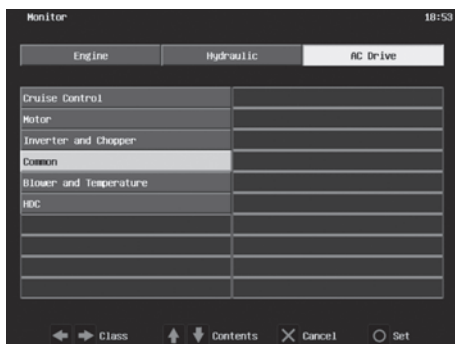 Monitor 18:53
Engine Hydraulic AC Drive
Cruise Control
Motor
Inverter and Chopper
Common
Blower and Temperature
HDC
Class Contents Cancel Set